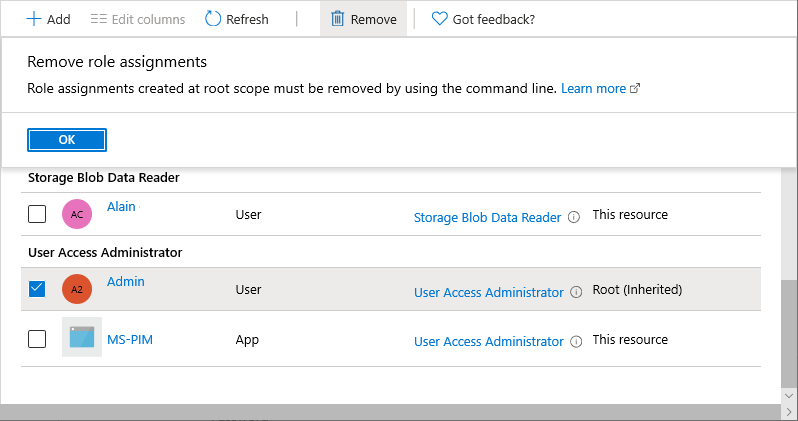 Add Edit columns Refresh Remove Got feedback?
Remove role assignments
Role assignments created at root scope must be removed by using the command line. Learn more
OK
Storage Blob Data Reader
AC Alain User Storage Blob Data Reader This resource
User Access Administrator
A2 Admin User User Access Administrator Root (Inherited)
MS-PIM App User Access Administrator This resource